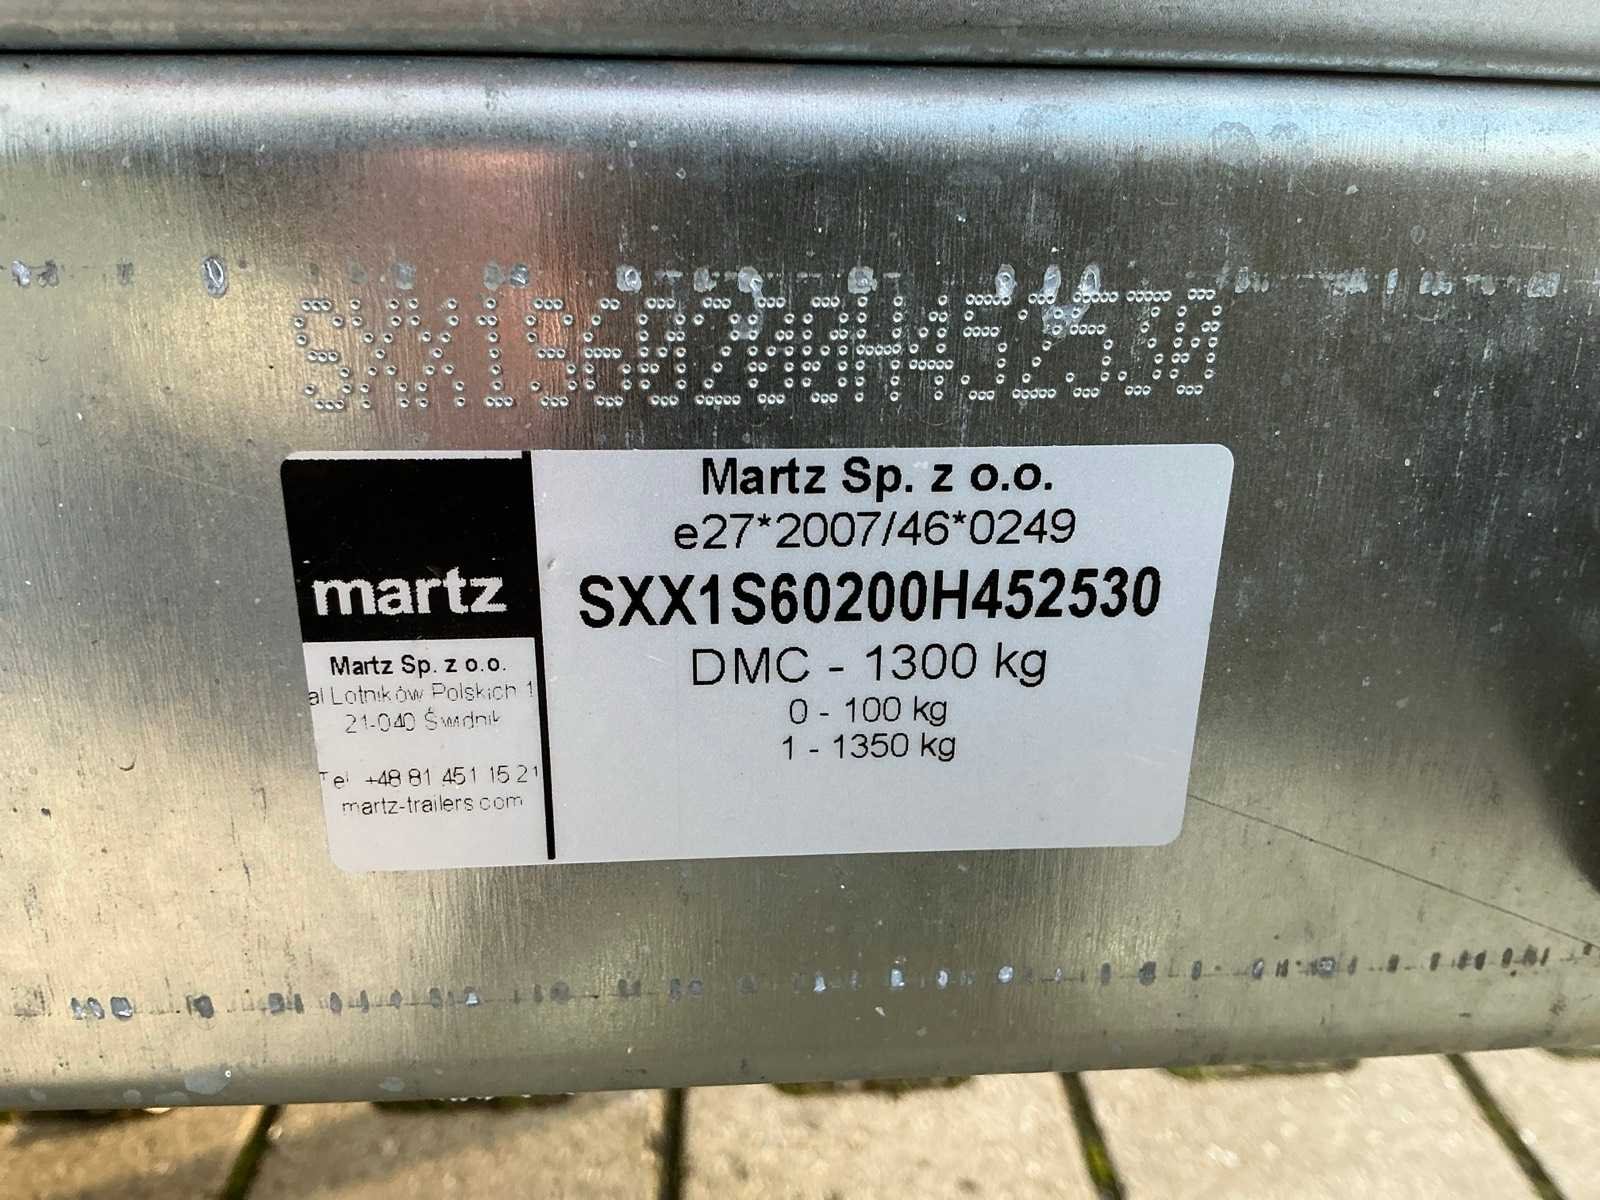 SXX1S60200H452530
martz
Martz Sp. z o.o.
al Lotników Polskich 1
21-040 Świdnik
Tel +48 81 451 15 21
martz-trailers.com
Martz Sp. z o.o.
e27*2007/46*0249
SXX1S60200H452530
DMC - 1300 kg
0 - 100 kg
1 - 1350 kg